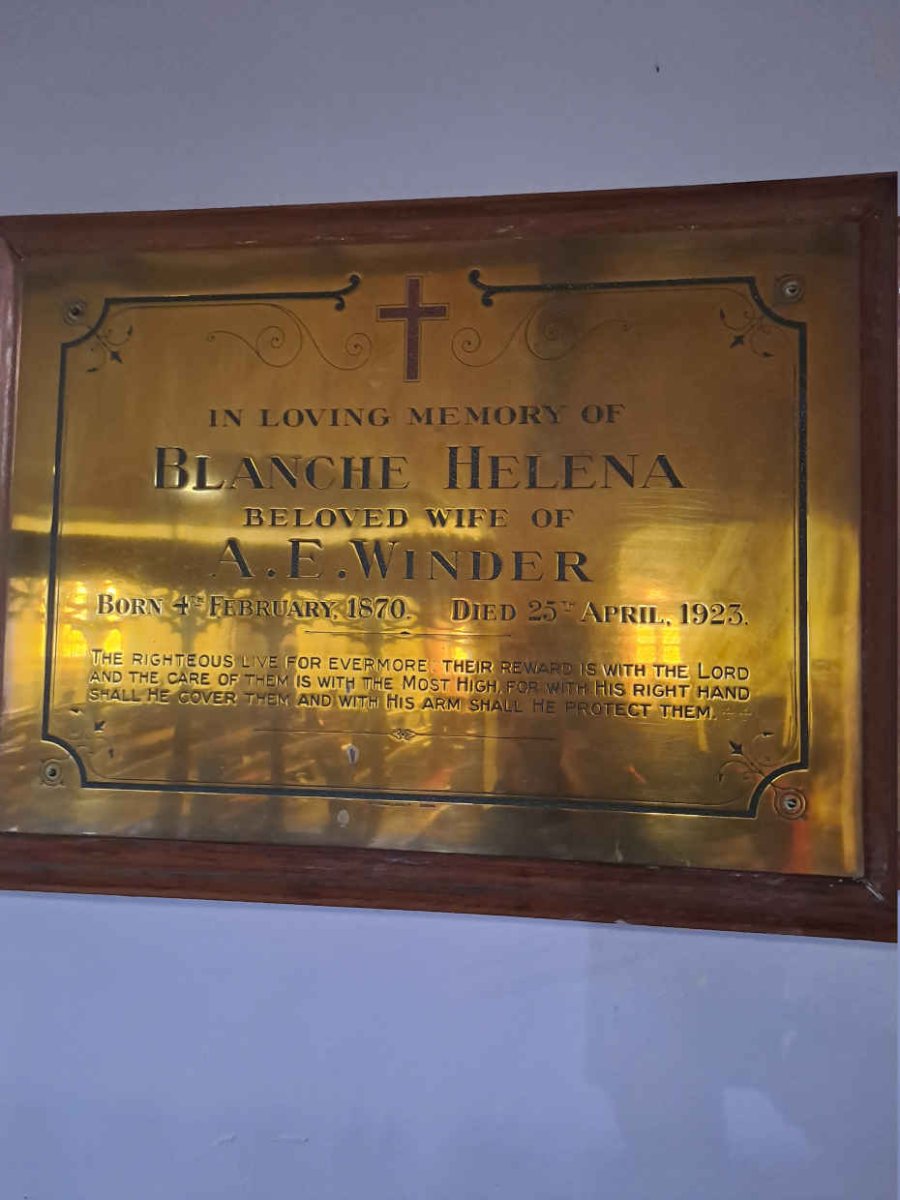 IN LOVING MEMORY OF
BLANCHE HELENA
BELOVED WIFE OF
A.E.WINDER
BORN 4TH FEBRUARY, 1870. DIED 25TH APRIL, 1923.
THE RIGHTEOUS LIVE FOR EVERMORE; THEIR REWARD IS WITH THE LORD
AND THE CARE OF THEM IS WITH THE MOST HIGH, FOR WITH HIS RIGHT HAND
SHALL HE COVER THEM AND WITH HIS ARM SHALL HE PROTECT THEM.